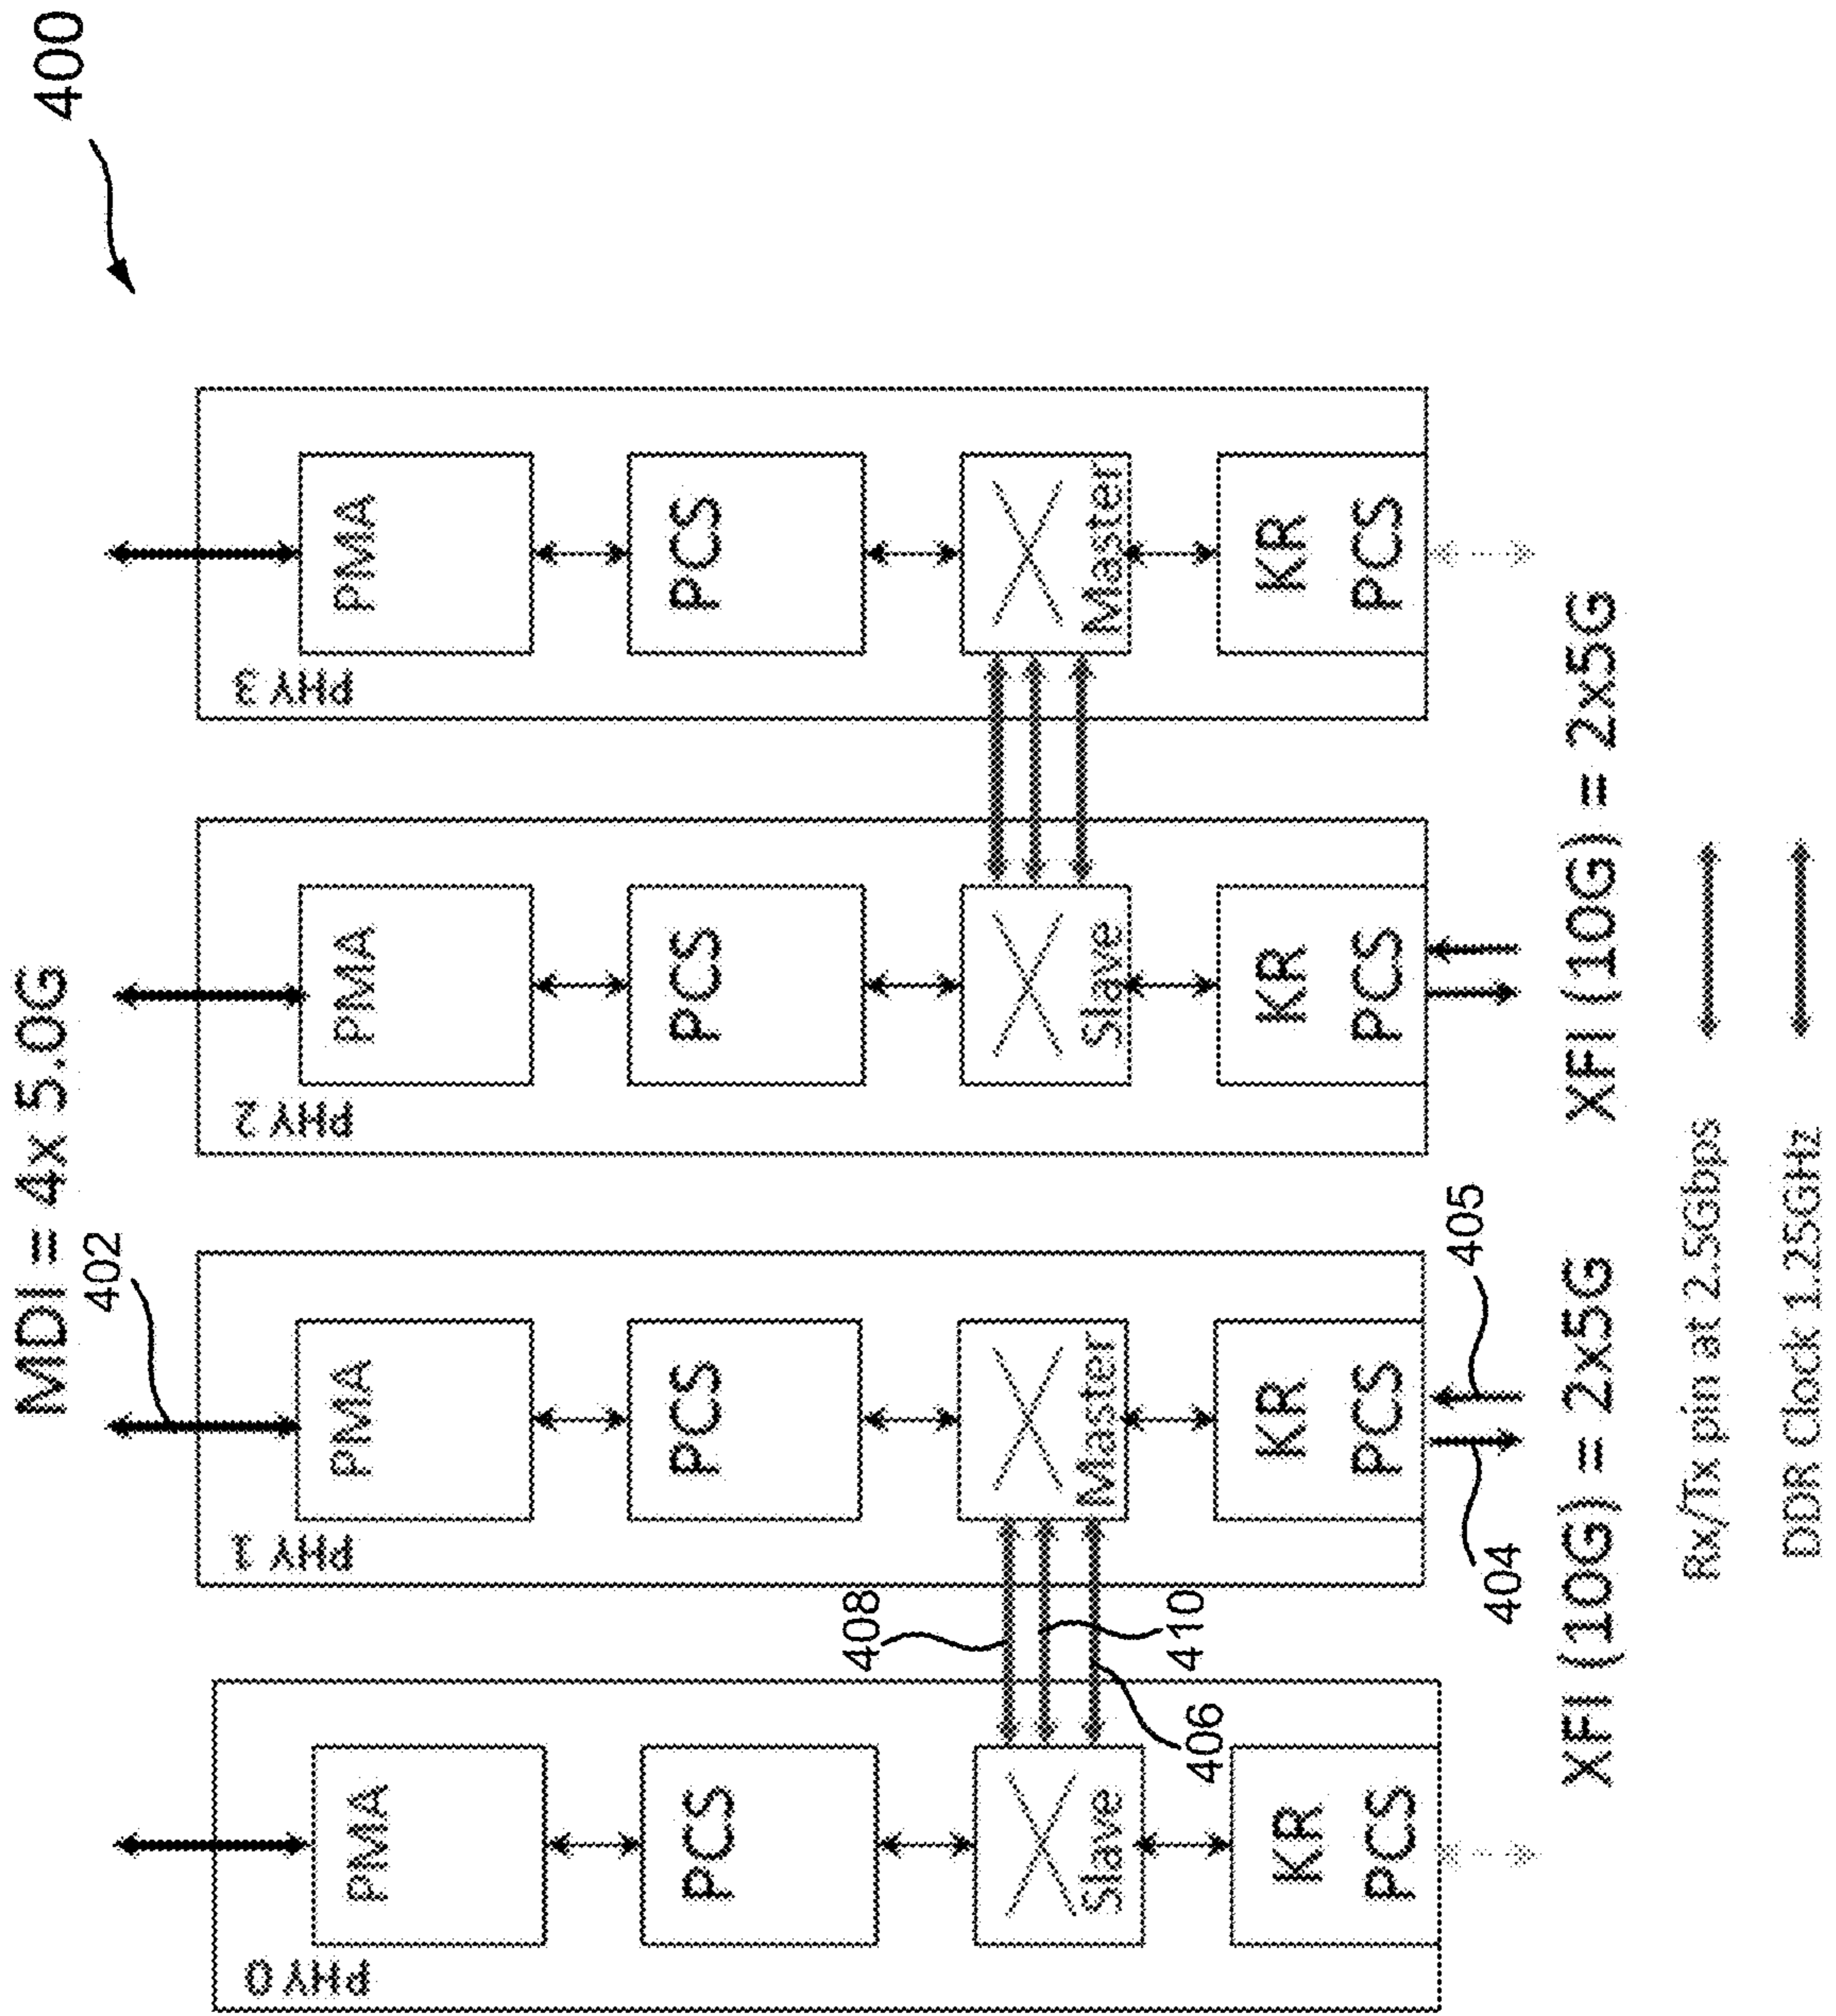 400
MDI = 4x 5.0G
402
PHY 0
PMA
PCS
Slave
KR
PCS
PHY 1
PMA
PCS
Master
KR
PCS
PHY 2
PMA
PCS
Slave
KR
PCS
PHY 3
PMA
PCS
Master
KR
PCS
408
410
406
404
405
XFI (10G) = 2x5G
XFI (10G) = 2x5G
Rx/Tx pin at 2.5Gbps
DDR Clock 1.25GHz